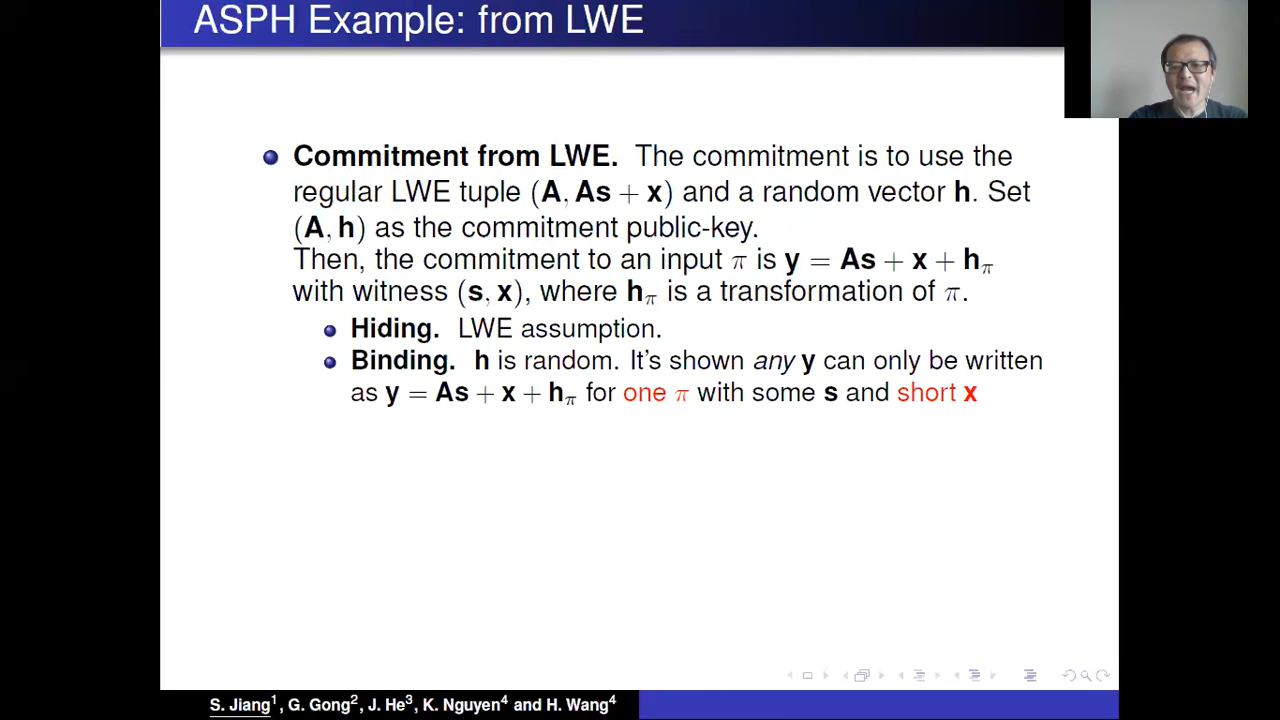 ASPH Example: from LWE
Commitment from LWE. The commitment is to use the
regular LWE tuple (A, As + x) and a random vector h. Set
(A, h) as the commitment public-key.
Then, the commitment to an input π is y = As + x + hπ
with witness (s, x), where hπ is a transformation of π.
Hiding. LWE assumption.
Binding. h is random. It's shown any y can only be written
as y = As + x + hπ for one π with some s and short x
S. Jiang¹, G. Gong², J. He³, K. Nguyen⁴ and H. Wang⁴